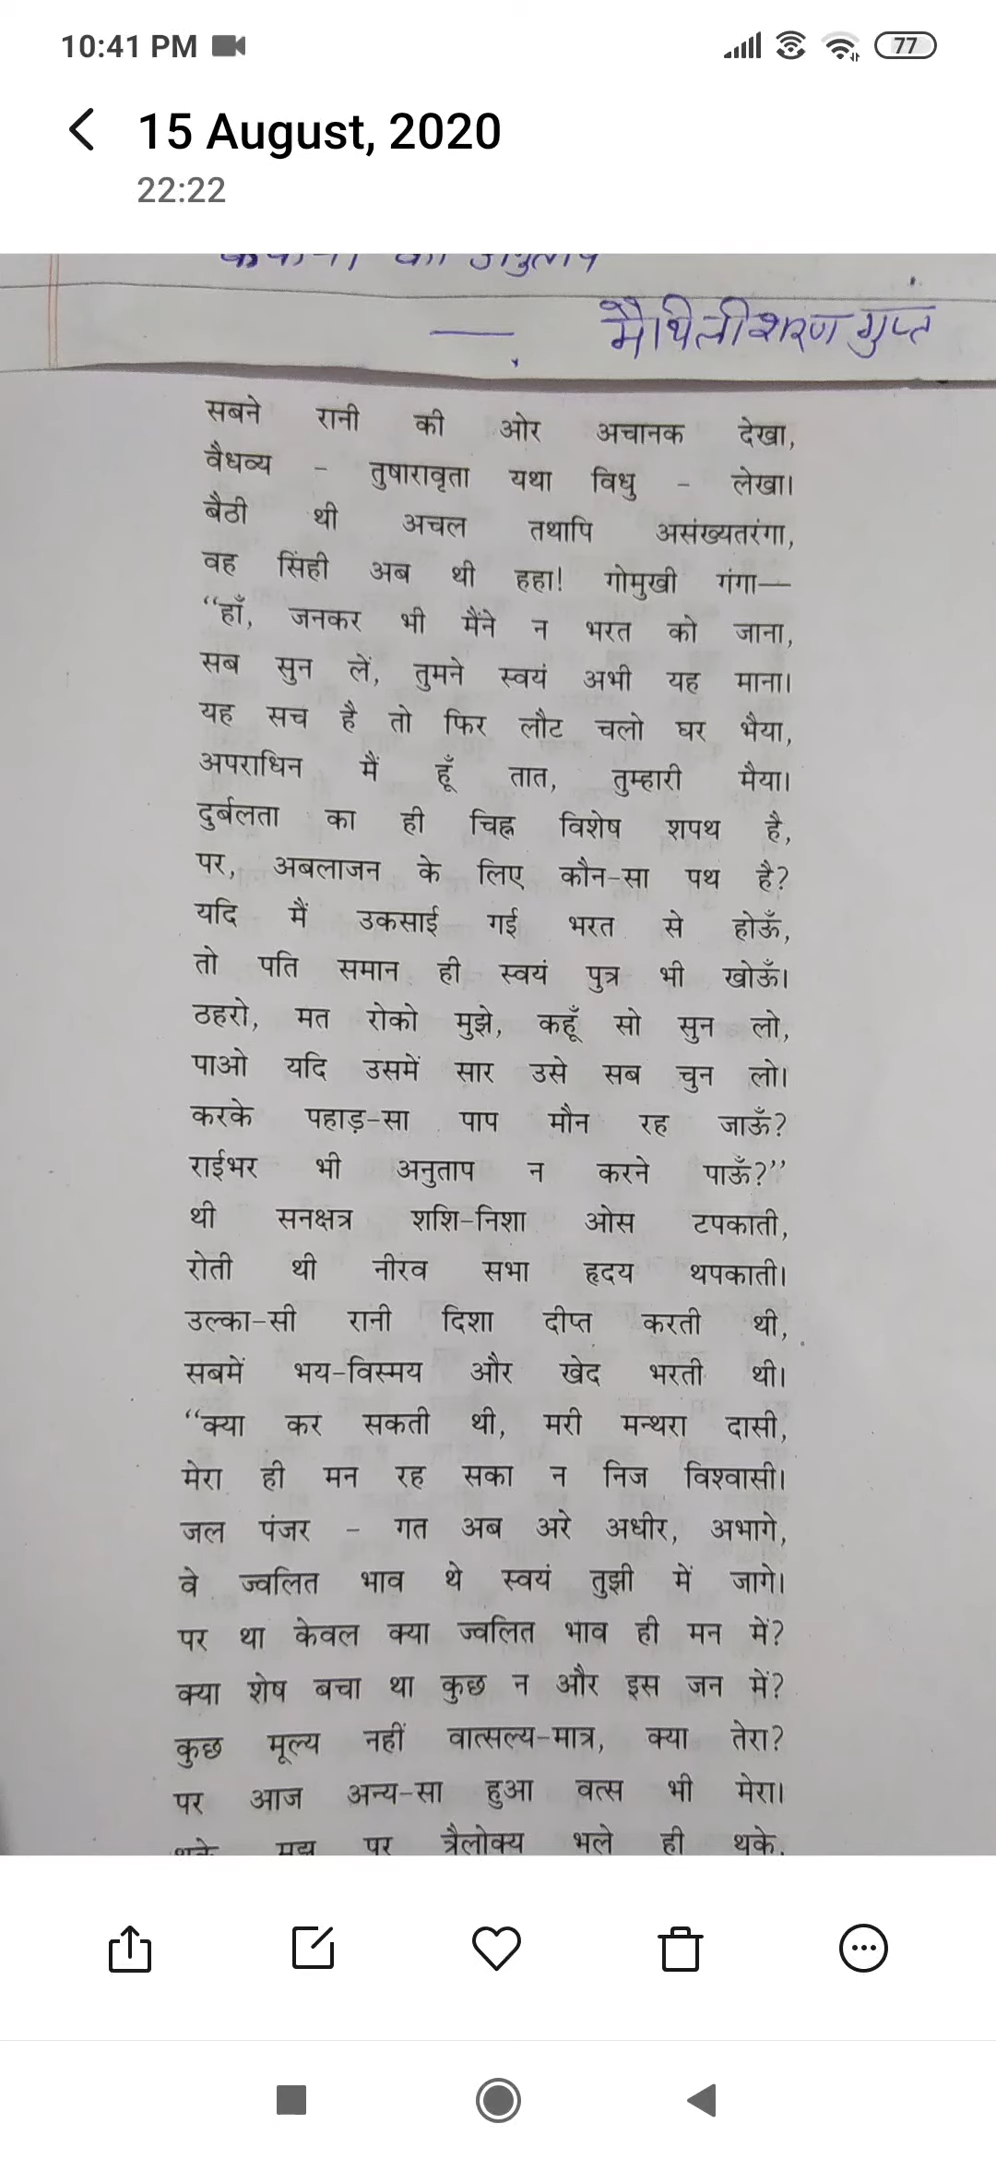 10:41 PM
77
15 August, 2020
22:22
मैथिलीशरण गुप्त
सबने रानी की ओर अचानक देखा,
वैधव्य - तुषारावृता यथा विधु - लेखा।
बैठी थी अचल तथापि असंख्यतरंगा,
वह सिंही अब थी हहा! गोमुखी गंगा—
“हाँ, जनकर भी मैंने न भरत को जाना,
सब सुन लें, तुमने स्वयं अभी यह माना।
यह सच है तो फिर लौट चलो घर भैया,
अपराधिन मैं हूँ तात, तुम्हारी मैया।
दुर्बलता का ही चिह्न विशेष शपथ है,
पर, अबलाजन के लिए कौन-सा पथ है?
यदि मैं उकसाई गई भरत से होऊँ,
तो पति समान ही स्वयं पुत्र भी खोऊँ।
ठहरो, मत रोको मुझे, कहूँ सो सुन लो,
पाओ यदि उसमें सार उसे सब चुन लो।
करके पहाड़-सा पाप मौन रह जाऊँ?
राईभर भी अनुताप न करने पाऊँ?”
थी सनक्षत्र शशि-निशा ओस टपकाती,
रोती थी नीरव सभा हृदय थपकाती।
उल्का-सी रानी दिशा दीप्त करती थी,
सबमें भय-विस्मय और खेद भरती थी।
“क्या कर सकती थी, मरी मन्थरा दासी,
मेरा ही मन रह सका न निज विश्वासी।
जल पंजर - गत अब अरे अधीर, अभागे,
वे ज्वलित भाव थे स्वयं तुझी में जागे।
पर था केवल क्या ज्वलित भाव ही मन में?
क्या शेष बचा था कुछ न और इस जन में?
कुछ मूल्य नहीं वात्सल्य-मात्र, क्या तेरा?
पर आज अन्य-सा हुआ वत्स भी मेरा।
पर त्रैलोक्य भले ही थूके,